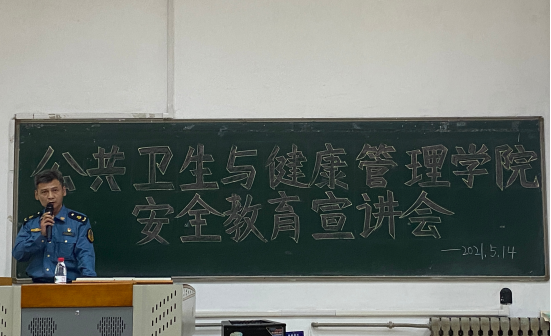 公共卫生与健康管理学院
安全教育宣讲会
—2021.5.14